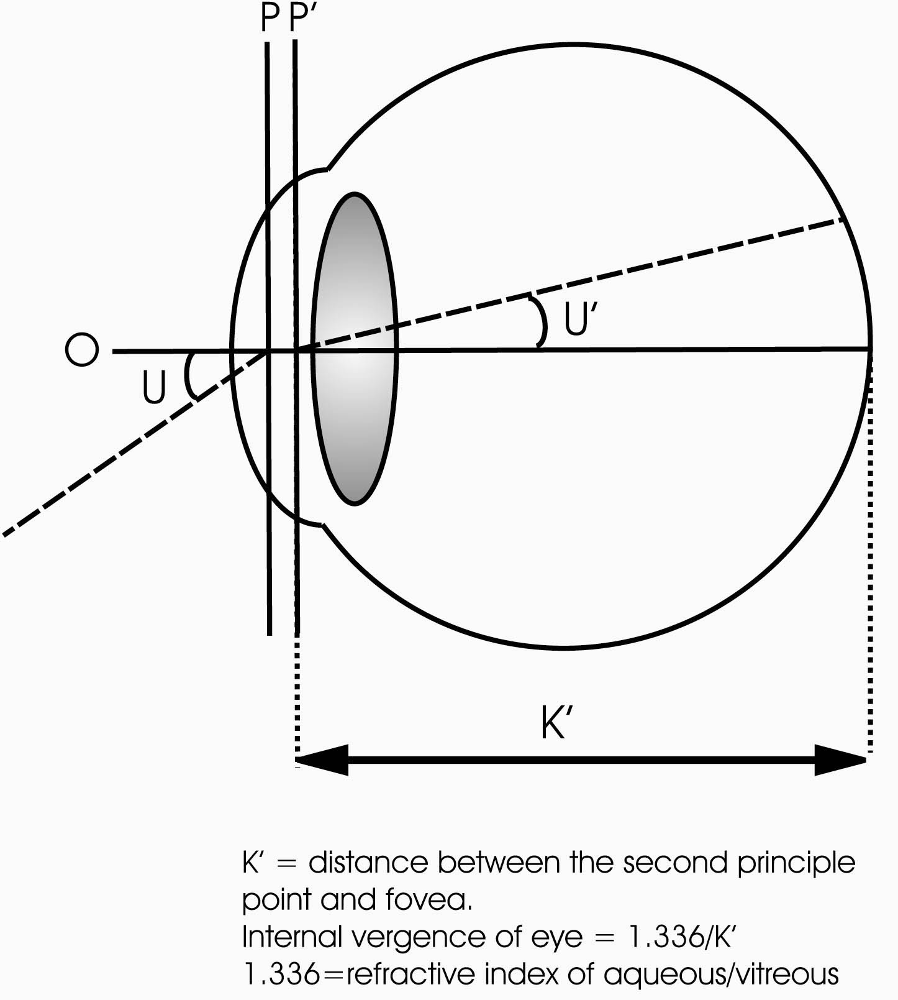 P P′
O
U
U′
K′
K′ = distance between the second principle
point and fovea.
Internal vergence of eye = 1.336/K′
1.336=refractive index of aqueous/vitreous